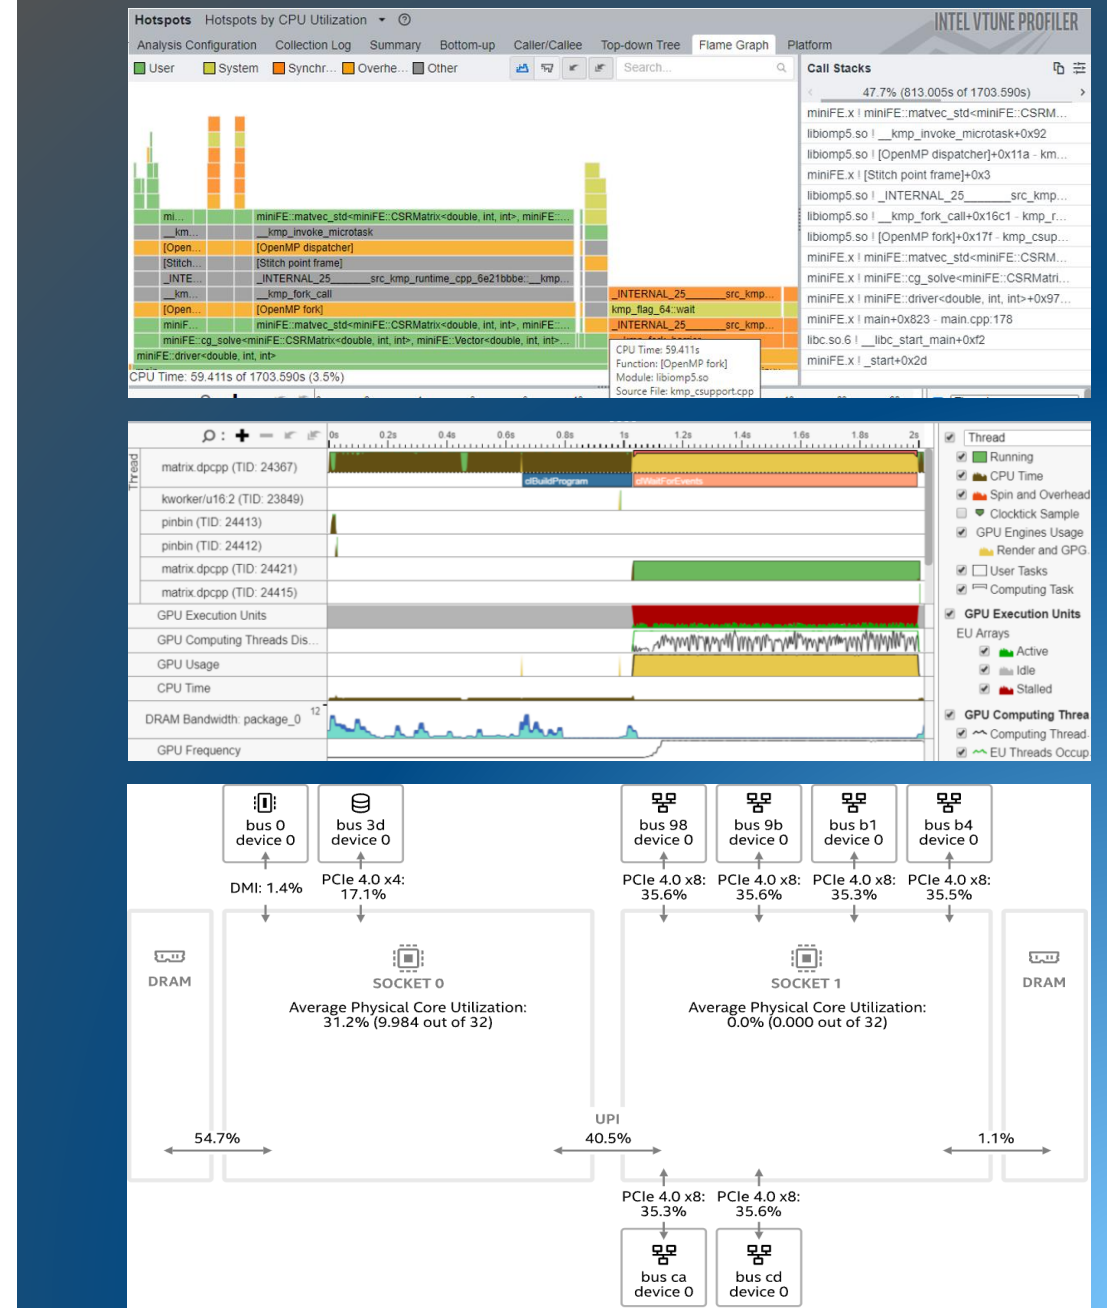 Hotspots Hotspots by CPU Utilization
INTEL VTUNE PROFILER
Analysis Configuration Collection Log Summary Bottom-up Caller/Callee Top-down Tree Flame Graph Platform
User System Synchr... Overhe... Other Search...
Call Stacks
47.7% (813.005s of 1703.590s)
miniFE.x ! miniFE::matvec_std<miniFE::CSRM...
libiomp5.so ! __kmp_invoke_microtask+0x92
libiomp5.so ! [OpenMP dispatcher]+0x11a - km...
miniFE.x ! [Stitch point frame]+0x3
libiomp5.so ! _INTERNAL_25______src_kmp...
libiomp5.so ! __kmp_fork_call+0x16c1 - kmp_r...
libiomp5.so ! [OpenMP fork]+0x17f - kmp_csup...
miniFE.x ! miniFE::matvec_std<miniFE::CSRM...
miniFE.x ! miniFE::cg_solve<miniFE::CSRMatri...
miniFE.x ! miniFE::driver<double, int, int>+0x97...
miniFE.x ! main+0x823 - main.cpp:178
libc.so.6 ! __libc_start_main+0xf2
miniFE.x ! _start+0x2d
mi... miniFE::matvec_std<miniFE::CSRMatrix<double, int, int>, miniFE::...
__km... __kmp_invoke_microtask
[Open... [OpenMP dispatcher]
[Stitch... [Stitch point frame]
_INTE... _INTERNAL_25______src_kmp_runtime_cpp_6e21bbbe::__kmp...
__km... __kmp_fork_call _INTERNAL_25______src_kmp...
[Open... [OpenMP fork] kmp_flag_64::wait
miniF... miniFE::matvec_std<miniFE::CSRMatrix<double, int, int>, miniFE::... _INTERNAL_25______src_kmp...
miniFE::cg_solve<miniFE::CSRMatrix<double, int, int>, miniFE::Vector<double, int, int>...
miniFE::driver<double, int, int>
CPU Time: 59.411s of 1703.590s (3.5%)
CPU Time: 59.411s
Function: [OpenMP fork]
Module: libiomp5.so
Source File: kmp_csupport.cpp
0s 0.2s 0.4s 0.6s 0.8s 1s 1.2s 1.4s 1.6s 1.8s 2s
Thread
matrix.dpcpp (TID: 24367)
clBuildProgram clWaitForEvents
kworker/u16:2 (TID: 23849)
pinbin (TID: 24413)
pinbin (TID: 24412)
matrix.dpcpp (TID: 24421)
matrix.dpcpp (TID: 24415)
GPU Execution Units
GPU Computing Threads Dis...
GPU Usage
CPU Time
DRAM Bandwidth: package_0 12
GPU Frequency
Thread
Running
CPU Time
Spin and Overhead
Clocktick Sample
GPU Engines Usage
Render and GPG
User Tasks
Computing Task
GPU Execution Units
EU Arrays
Active
Idle
Stalled
GPU Computing Threa
Computing Thread
EU Threads Occup
bus 0
device 0
bus 3d
device 0
bus 98
device 0
bus 9b
device 0
bus b1
device 0
bus b4
device 0
DMI: 1.4%
PCIe 4.0 x4:
17.1%
PCIe 4.0 x8:
35.6%
PCIe 4.0 x8:
35.6%
PCIe 4.0 x8:
35.3%
PCIe 4.0 x8:
35.5%
DRAM
SOCKET 0
Average Physical Core Utilization:
31.2% (9.984 out of 32)
SOCKET 1
Average Physical Core Utilization:
0.0% (0.000 out of 32)
DRAM
54.7%
UPI
40.5%
1.1%
PCIe 4.0 x8:
35.3%
PCIe 4.0 x8:
35.6%
bus ca
device 0
bus cd
device 0